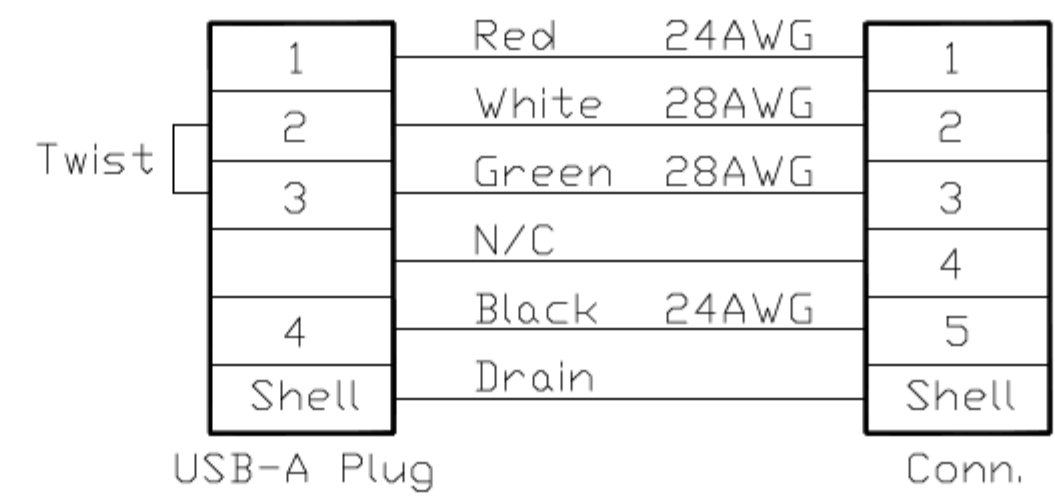 Red 24AWG
1 1
White 28AWG
2 2
Twist
Green 28AWG
3 3
N/C
4
Black 24AWG
4 5
Drain
Shell Shell
USB-A Plug Conn.